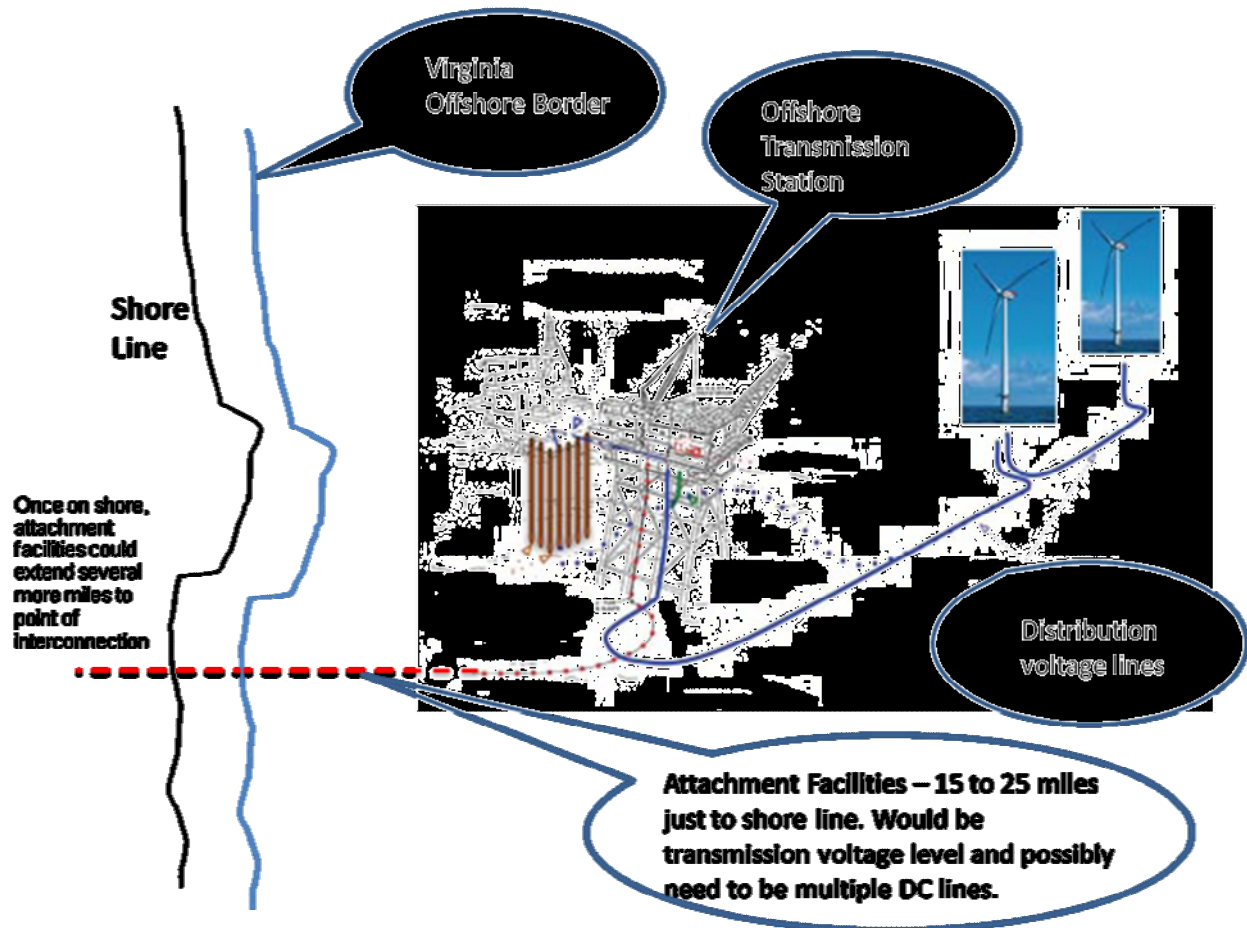 Virginia
Offshore Border
Offshore
Transmission
Station
Shore
Line
Once on shore,
attachment
facilities could
extend several
more miles to
point of
interconnection
Distribution
voltage lines
Attachment Facilities – 15 to 25 miles
just to shore line. Would be
transmission voltage level and possibly
need to be multiple DC lines.